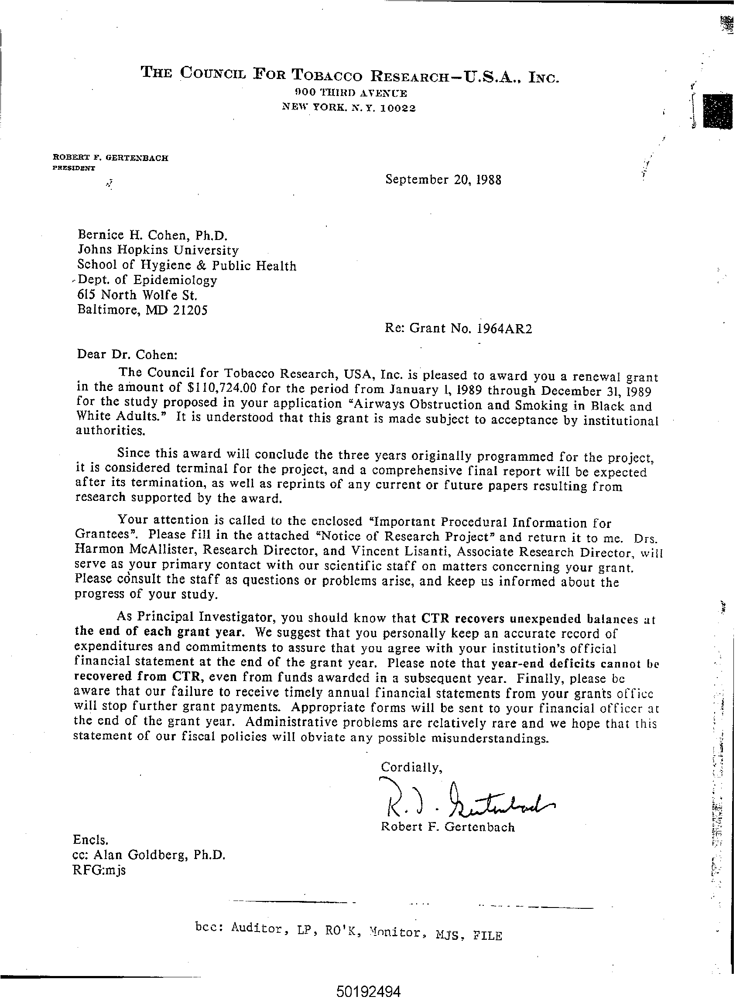 THE COUNCIL FOR TOBACCO RESEARCH—U.S.A., INC.
900 THIRD AVENUE
NEW YORK, N.Y. 10022
ROBERT F. GERTENBACH
PRESIDENT
September 20, 1988
Bernice H. Cohen, Ph.D.
Johns Hopkins University
School of Hygiene & Public Health
Dept. of Epidemiology
615 North Wolfe St.
Baltimore, MD 21205
Re: Grant No. 1964AR2
Dear Dr. Cohen:
The Council for Tobacco Research, USA, Inc. is pleased to award you a renewal grant
in the amount of $110,724.00 for the period from January 1, 1989 through December 31, 1989
for the study proposed in your application "Airways Obstruction and Smoking in Black and
White Adults." It is understood that this grant is made subject to acceptance by institutional
authorities.
Since this award will conclude the three years originally programmed for the project,
it is considered terminal for the project, and a comprehensive final report will be expected
after its termination, as well as reprints of any current or future papers resulting from
research supported by the award.
Your attention is called to the enclosed "Important Procedural Information for
Grantees". Please fill in the attached "Notice of Research Project" and return it to me. Drs.
Harmon McAllister, Research Director, and Vincent Lisanti, Associate Research Director, will
serve as your primary contact with our scientific staff on matters concerning your grant.
Please consult the staff as questions or problems arise, and keep us informed about the
progress of your study.
As Principal Investigator, you should know that CTR recovers unexpended balances at
the end of each grant year. We suggest that you personally keep an accurate record of
expenditures and commitments to assure that you agree with your institution's official
financial statement at the end of the grant year. Please note that year-end deficits cannot be
recovered from CTR, even from funds awarded in a subsequent year. Finally, please be
aware that our failure to receive timely annual financial statements from your grants office
will stop further grant payments. Appropriate forms will be sent to your financial officer at
the end of the grant year. Administrative problems are relatively rare and we hope that this
statement of our fiscal policies will obviate any possible misunderstandings.
Cordially,
Robert F. Gertenbach
Encls.
cc: Alan Goldberg, Ph.D.
RFG:mjs
bcc: Auditor, LP, RO'K, Monitor, MJS, FILE
50192494